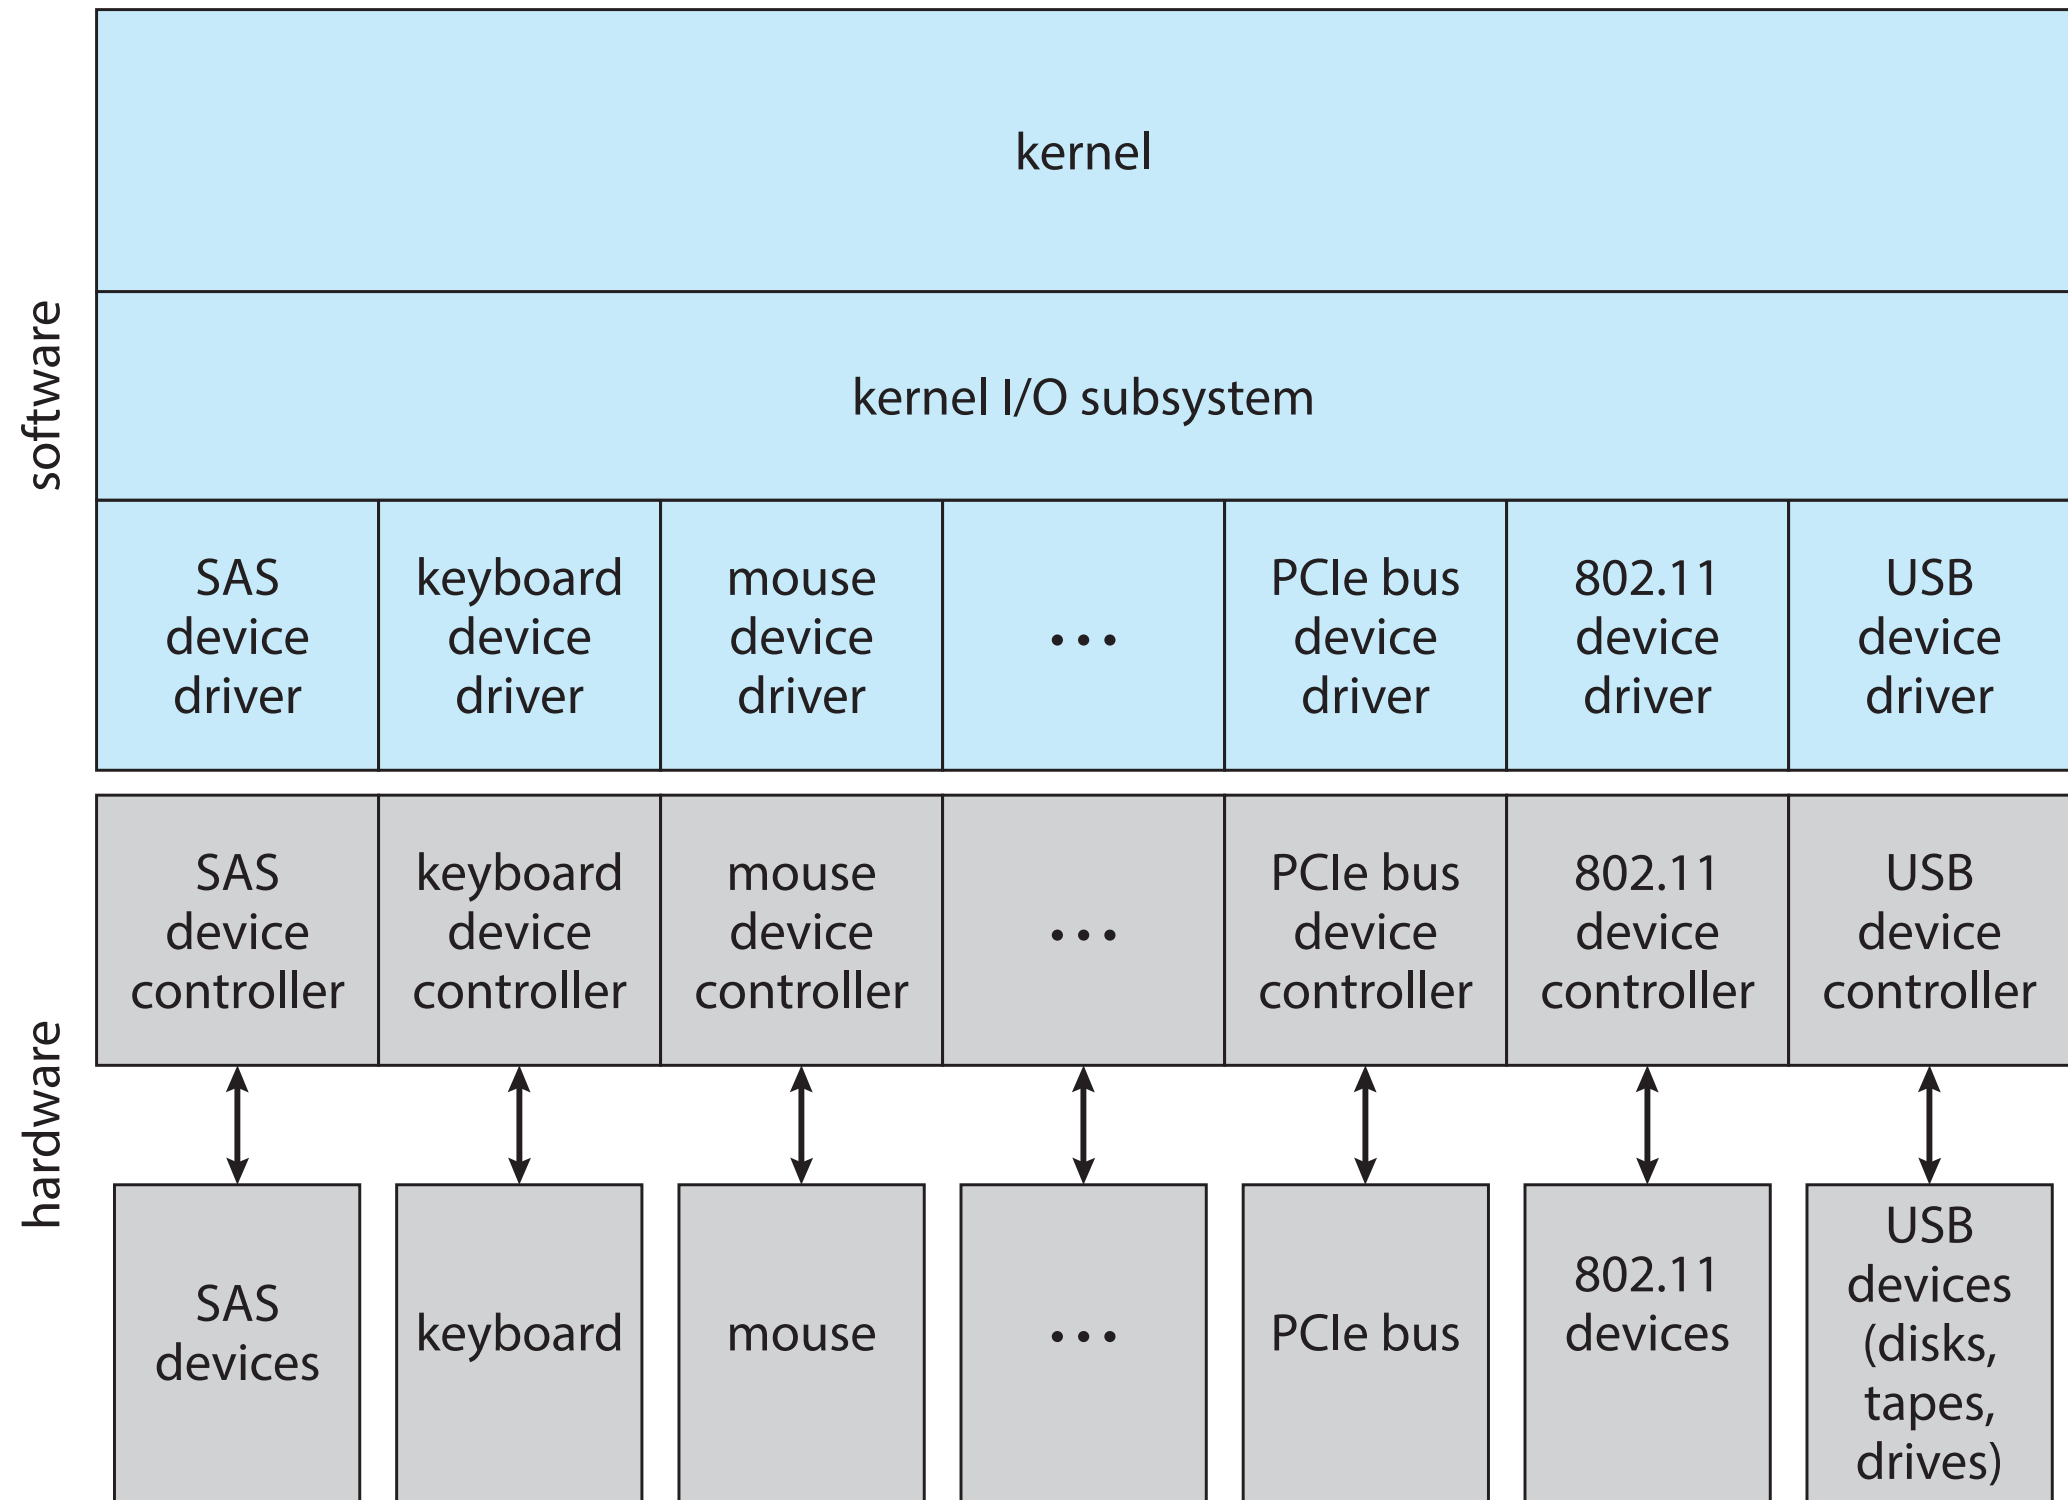 kernel
kernel I/O subsystem
software
SAS
device
driver
keyboard
device
driver
mouse
device
driver
...
PCIe bus
device
driver
802.11
device
driver
USB
device
driver
hardware
SAS
device
controller
keyboard
device
controller
mouse
device
controller
...
PCIe bus
device
controller
802.11
device
controller
USB
device
controller
SAS
devices
keyboard
mouse
...
PCIe bus
802.11
devices
USB
devices
(disks,
tapes,
drives)